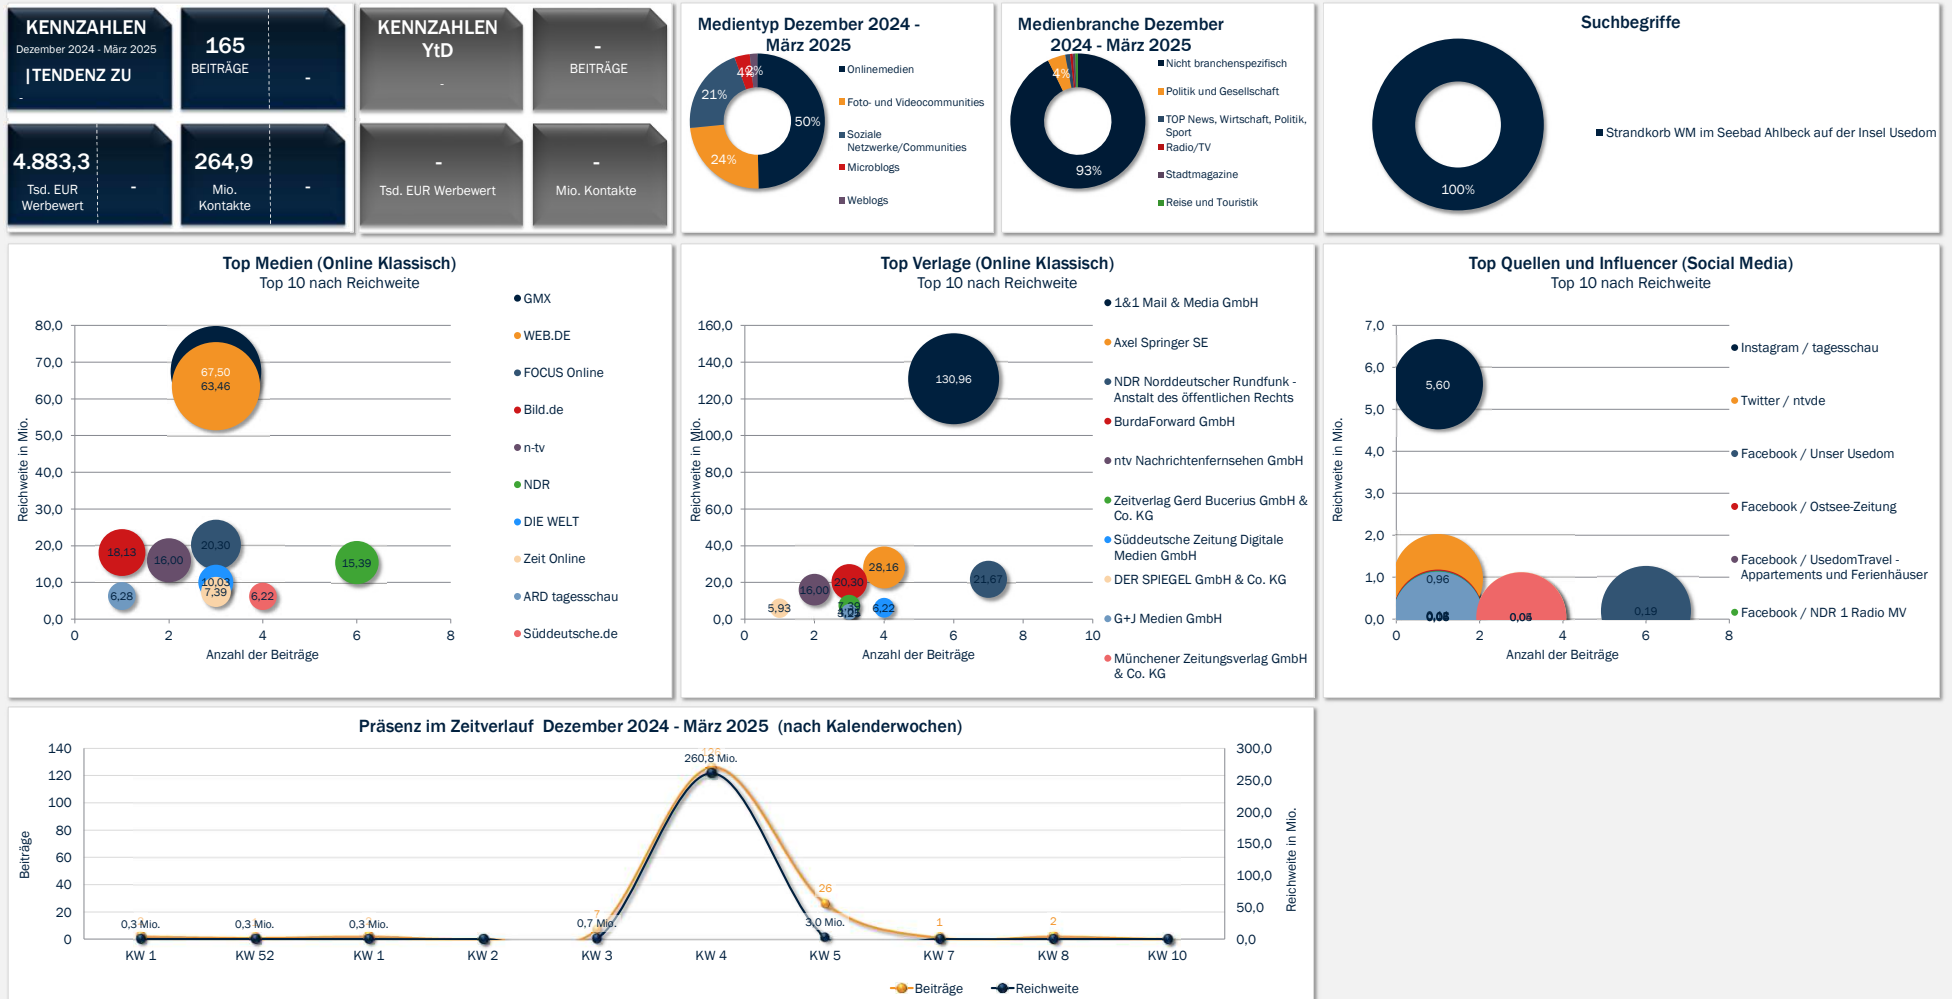 KENNZAHLEN
Dezember 2024 - März 2025
|TENDENZ ZU
-
165
BEITRÄGE
-
4.883,3
Tsd. EUR
Werbewert
-
264,9
Mio.
Kontakte
-
KENNZAHLEN
YtD
-
-
BEITRÄGE
-
Tsd. EUR Werbewert
-
Mio. Kontakte
Medientyp Dezember 2024 -
März 2025
50%
24%
21%
4%
2%
Onlinemedien
Foto- und Videocommunities
Soziale
Netzwerke/Communities
Microblogs
Weblogs
Medienbranche Dezember
2024 - März 2025
93%
4%
Nicht branchenspezifisch
Politik und Gesellschaft
TOP News, Wirtschaft, Politik,
Sport
Radio/TV
Stadtmagazine
Reise und Touristik
Suchbegriffe
100%
Strandkorb WM im Seebad Ahlbeck auf der Insel Usedom
Top Medien (Online Klassisch)
Top 10 nach Reichweite
Reichweite in Mio.
80,0
70,0
60,0
50,0
40,0
30,0
20,0
10,0
0,0
67,50
63,46
18,13
16,00
20,30
15,39
10,03
7,39
6,28
6,22
0
2
4
6
8
Anzahl der Beiträge
GMX
WEB.DE
FOCUS Online
Bild.de
n-tv
NDR
DIE WELT
Zeit Online
ARD tagesschau
Süddeutsche.de
Top Verlage (Online Klassisch)
Top 10 nach Reichweite
Reichweite in Mio.
160,0
140,0
120,0
100,0
80,0
60,0
40,0
20,0
0,0
130,96
28,16
21,67
20,30
16,00
7,39
6,22
5,93
0
2
4
6
8
10
Anzahl der Beiträge
1&1 Mail & Media GmbH
Axel Springer SE
NDR Norddeutscher Rundfunk -
Anstalt des öffentlichen Rechts
BurdaForward GmbH
ntv Nachrichtenfernsehen GmbH
Zeitverlag Gerd Bucerius GmbH &
Co. KG
Süddeutsche Zeitung Digitale
Medien GmbH
DER SPIEGEL GmbH & Co. KG
G+J Medien GmbH
Münchener Zeitungsverlag GmbH
& Co. KG
Top Quellen und Influencer (Social Media)
Top 10 nach Reichweite
Reichweite in Mio.
7,0
6,0
5,0
4,0
3,0
2,0
1,0
0,0
5,60
0,96
0,19
0
2
4
6
8
Anzahl der Beiträge
Instagram / tagesschau
Twitter / ntvde
Facebook / Unser Usedom
Facebook / Ostsee-Zeitung
Facebook / UsedomTravel -
Appartements und Ferienhäuser
Facebook / NDR 1 Radio MV
Präsenz im Zeitverlauf Dezember 2024 - März 2025 (nach Kalenderwochen)
Beiträge
140
120
100
80
60
40
20
0
0,3 Mio.
0,3 Mio.
0,3 Mio.
7
0,7 Mio.
126
260,8 Mio.
26
3,0 Mio.
1
2
300,0
250,0
200,0
150,0
100,0
50,0
0,0
Reichweite in Mio.
KW 1
KW 52
KW 1
KW 2
KW 3
KW 4
KW 5
KW 7
KW 8
KW 10
Beiträge
Reichweite